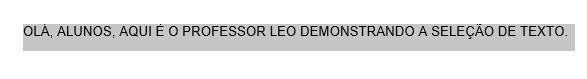 OLÁ, ALUNOS, AQUI É O PROFESSOR LEO DEMONSTRANDO A SELEÇÃO DE TEXTO.